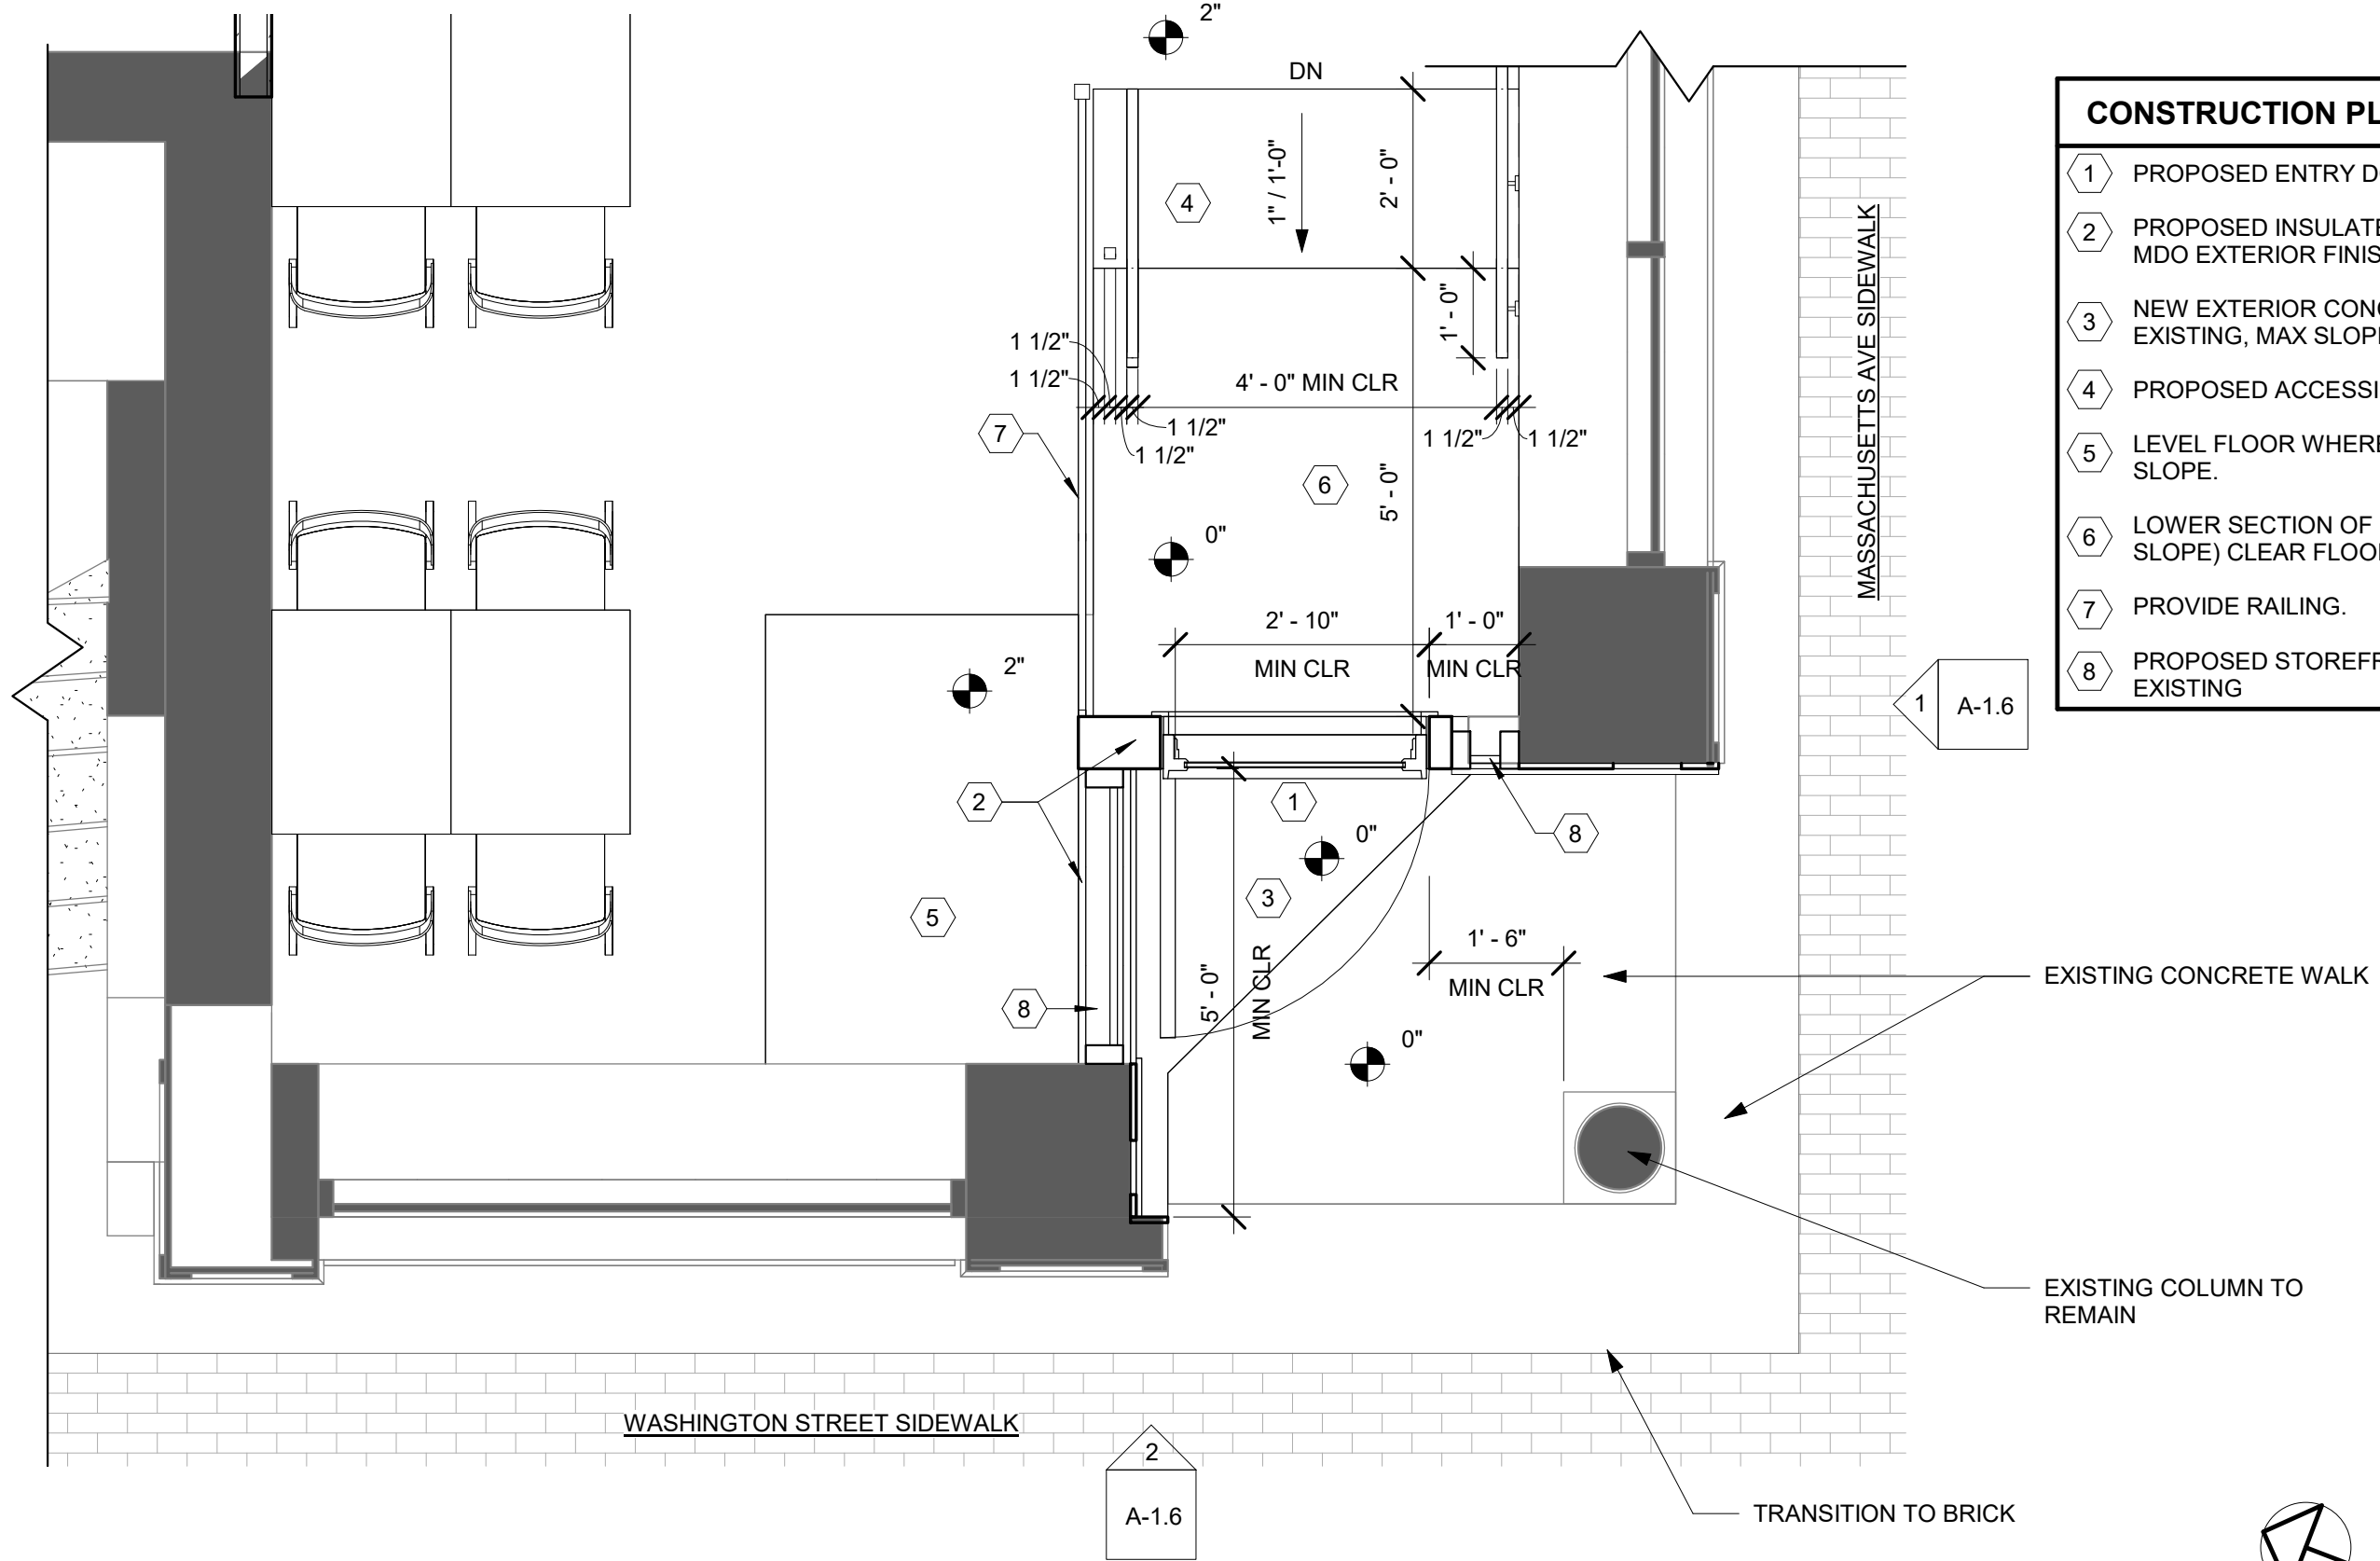 2"
DN
1" / 1'-0"
2' - 0"
4
1' - 0"
1 1/2"
1 1/2"
4' - 0" MIN CLR
1 1/2"
1 1/2"
1 1/2"
1 1/2"
7
6
5' - 0"
0"
2' - 10"
MIN CLR
1' - 0"
MIN CLR
2"
2
1
8
0"
3
5
5' - 0"
MIN CLR
1' - 6"
MIN CLR
8
0"
MASSACHUSETTS AVE SIDEWALK
1
A-1.6
EXISTING CONCRETE WALK
EXISTING COLUMN TO
REMAIN
TRANSITION TO BRICK
WASHINGTON STREET SIDEWALK
2
A-1.6
CONSTRUCTION PL
1 PROPOSED ENTRY D
2 PROPOSED INSULATE
MDO EXTERIOR FINIS
3 NEW EXTERIOR CONC
EXISTING, MAX SLOP
4 PROPOSED ACCESSI
5 LEVEL FLOOR WHERE
SLOPE.
6 LOWER SECTION OF
SLOPE) CLEAR FLOO
7 PROVIDE RAILING.
8 PROPOSED STOREFR
EXISTING